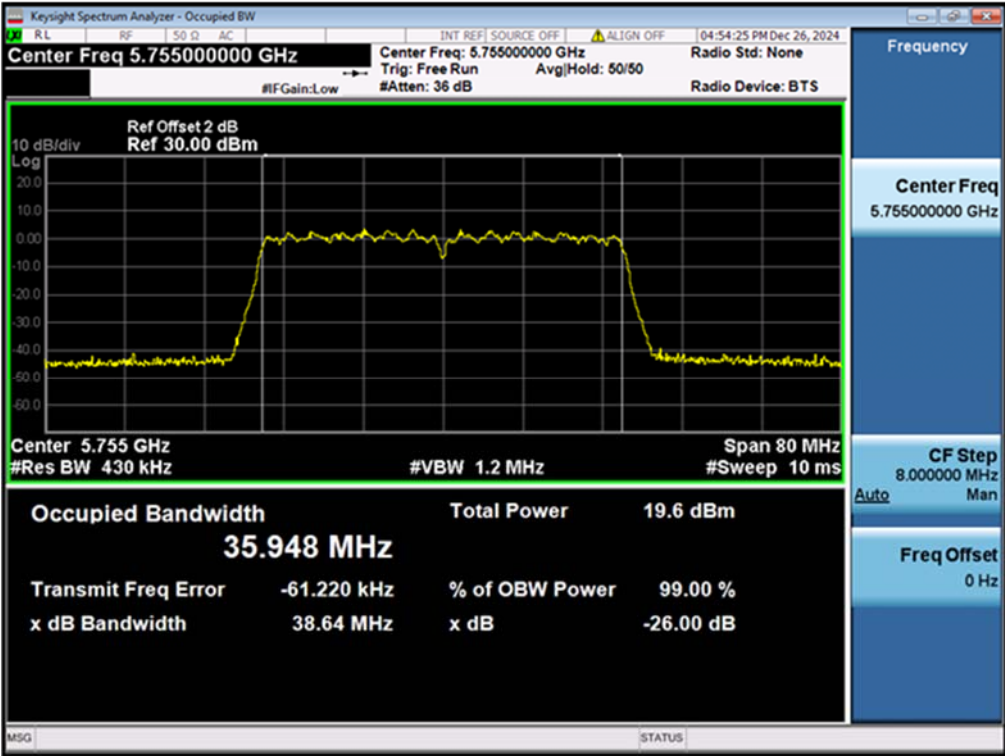 Keysight Spectrum Analyzer - Occupied BW
RL RF 50 Ω AC INT REF SOURCE OFF ALIGN OFF 04:54:25 PM Dec 26, 2024
Center Freq 5.755000000 GHz
Center Freq: 5.755000000 GHz
Radio Std: None
Trig: Free Run Avg|Hold: 50/50
#IFGain:Low
#Atten: 36 dB
Radio Device: BTS
Ref Offset 2 dB
10 dB/div Ref 30.00 dBm
Log
20.0
10.0
0.00
-10.0
-20.0
-30.0
-40.0
-50.0
-60.0
Center 5.755 GHz
Span 80 MHz
#Res BW 430 kHz
#VBW 1.2 MHz
#Sweep 10 ms
Occupied Bandwidth
Total Power 19.6 dBm
35.948 MHz
Transmit Freq Error -61.220 kHz
% of OBW Power 99.00 %
x dB Bandwidth 38.64 MHz
x dB -26.00 dB
MSG
STATUS
Frequency
Center Freq
5.755000000 GHz
CF Step
8.000000 MHz
Auto Man
Freq Offset
0 Hz